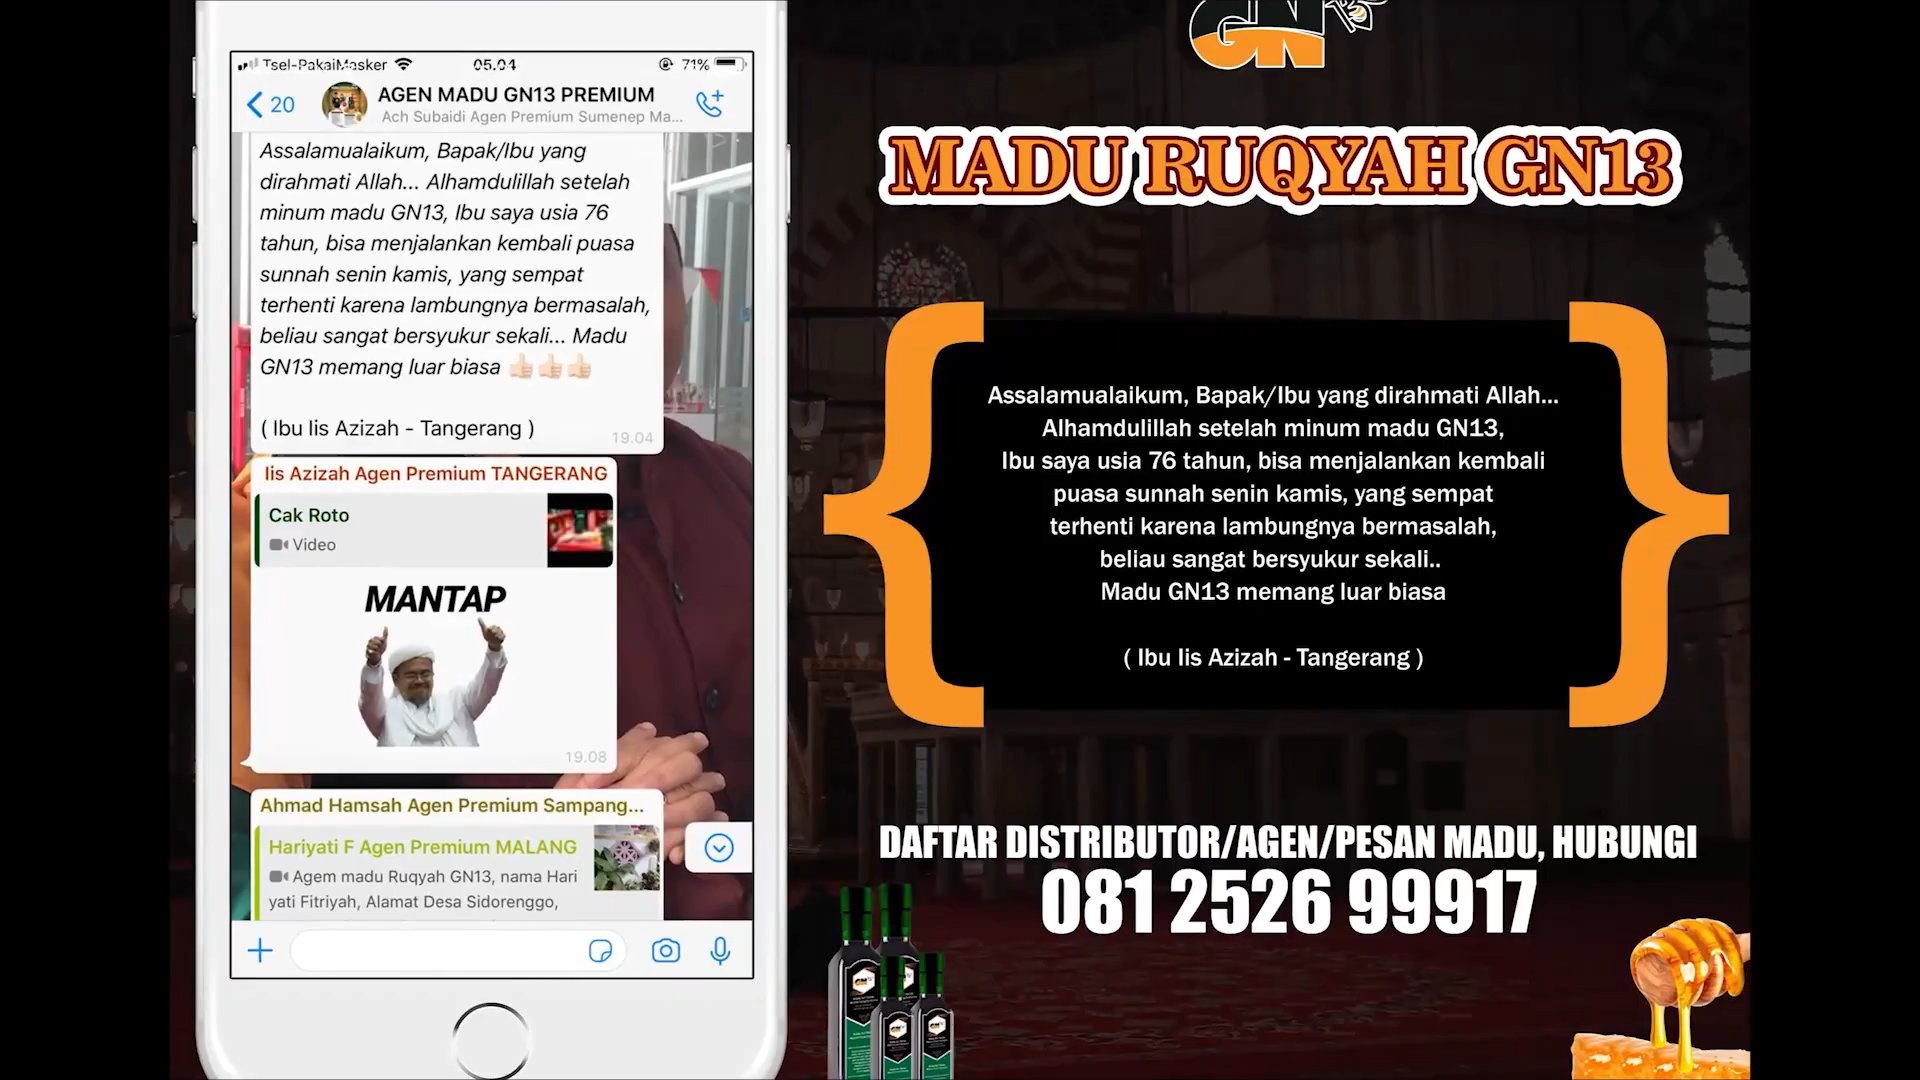 Tsel-PakaiMasker 05.04 71%
20 AGEN MADU GN13 PREMIUM
Ach Subaidi Agen Premium Sumenep Ma...
Assalamualaikum, Bapak/Ibu yang
dirahmati Allah... Alhamdulillah setelah
minum madu GN13, Ibu saya usia 76
tahun, bisa menjalankan kembali puasa
sunnah senin kamis, yang sempat
terhenti karena lambungnya bermasalah,
beliau sangat bersyukur sekali... Madu
GN13 memang luar biasa 👍🏻👍🏻👍🏻
( Ibu Iis Azizah - Tangerang )
19.04
Iis Azizah Agen Premium TANGERANG
Cak Roto
Video
MANTAP
19.08
Ahmad Hamsah Agen Premium Sampang...
Hariyati F Agen Premium MALANG
Agem madu Ruqyah GN13, nama Hari
yati Fitriyah, Alamat Desa Sidorenggo,
GN13
MADU RUQYAH GN13
Assalamualaikum, Bapak/Ibu yang dirahmati Allah...
Alhamdulillah setelah minum madu GN13,
Ibu saya usia 76 tahun, bisa menjalankan kembali
puasa sunnah senin kamis, yang sempat
terhenti karena lambungnya bermasalah,
beliau sangat bersyukur sekali..
Madu GN13 memang luar biasa
( Ibu Iis Azizah - Tangerang )
DAFTAR DISTRIBUTOR/AGEN/PESAN MADU, HUBUNGI
081 2526 99917